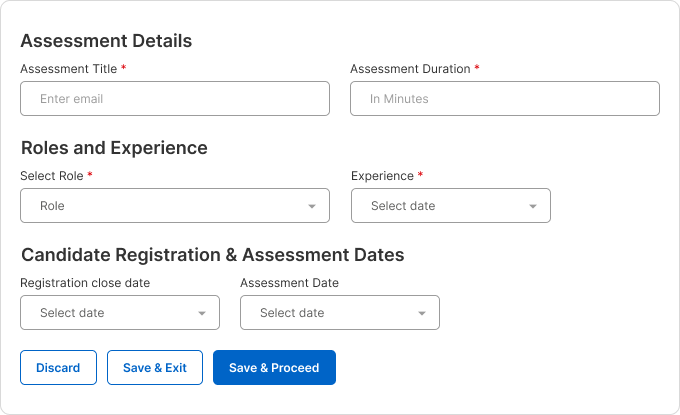 Assessment Details
Assessment Title * Assessment Duration *
Enter email In Minutes
Roles and Experience
Select Role * Experience *
Role Select date
Candidate Registration & Assessment Dates
Registration close date Assessment Date
Select date Select date
Discard Save & Exit Save & Proceed